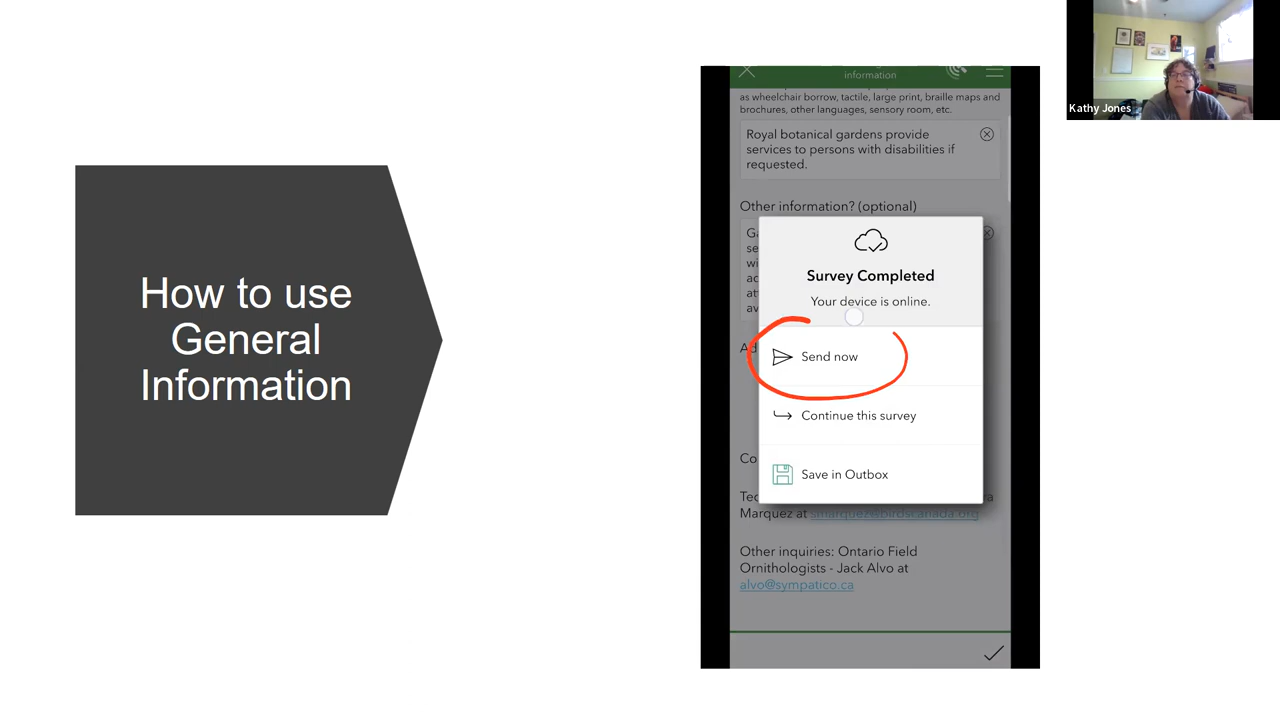 How to use
General
Information
information
as wheelchair borrow, tactile, large print, braille maps and
brochures, other languages, sensory room, etc.
Royal botanical gardens provide
services to persons with disabilities if
requested.
Other information? (optional)
Survey Completed
Your device is online.
Send now
Continue this survey
Save in Outbox
Marquez at smarquez@birdscanada.org
Other inquiries: Ontario Field
Ornithologists - Jack Alvo at
alvo@sympatico.ca
Kathy Jones